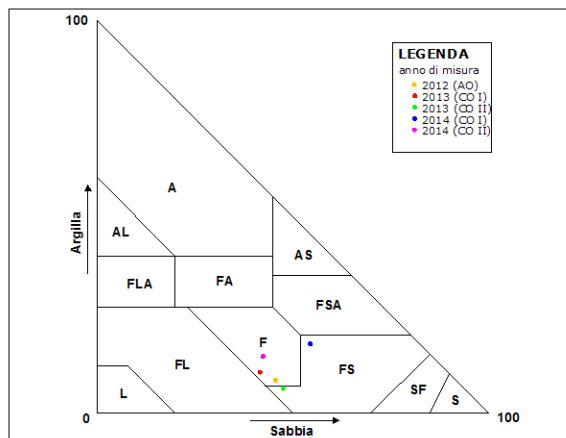 100
LEGENDA
anno di misura
2012 (AO)
2013 (CO I)
2013 (CO II)
2014 (CO I)
2014 (CO II)
A
AL
AS
Argilla
FLA
FA
FSA
F
FL
FS
L
SF
S
0
100
Sabbia